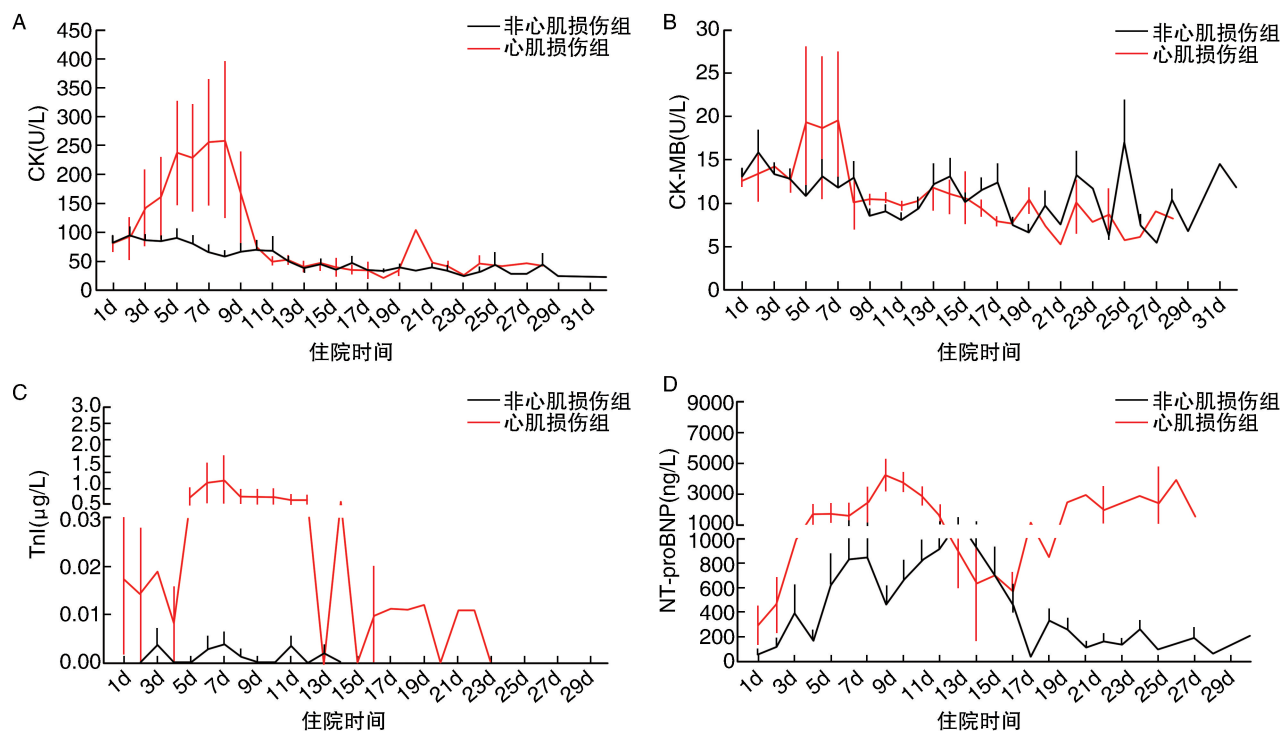 A
450
400
350
300
250
200
150
100
50
0
CK(U/L)
非心肌损伤组
心肌损伤组
1d 3d 5d 7d 9d 11d 13d 15d 17d 19d 21d 23d 25d 27d 29d 31d
住院时间
B
30
25
20
15
10
5
0
CK-MB(U/L)
非心肌损伤组
心肌损伤组
1d 3d 5d 7d 9d 11d 13d 15d 17d 19d 21d 23d 25d 27d 29d 31d
住院时间
C
3.0
2.5
2.0
1.5
1.0
0.5
0.03
0.02
0.01
0.00
TnI(μg/L)
非心肌损伤组
心肌损伤组
1d 3d 5d 7d 9d 11d 13d 15d 17d 19d 21d 23d 25d 27d 29d
住院时间
D
9000
7000
5000
3000
1000
1000
800
600
400
200
0
NT-proBNP(ng/L)
非心肌损伤组
心肌损伤组
1d 3d 5d 7d 9d 11d 13d 15d 17d 19d 21d 23d 25d 27d 29d
住院时间